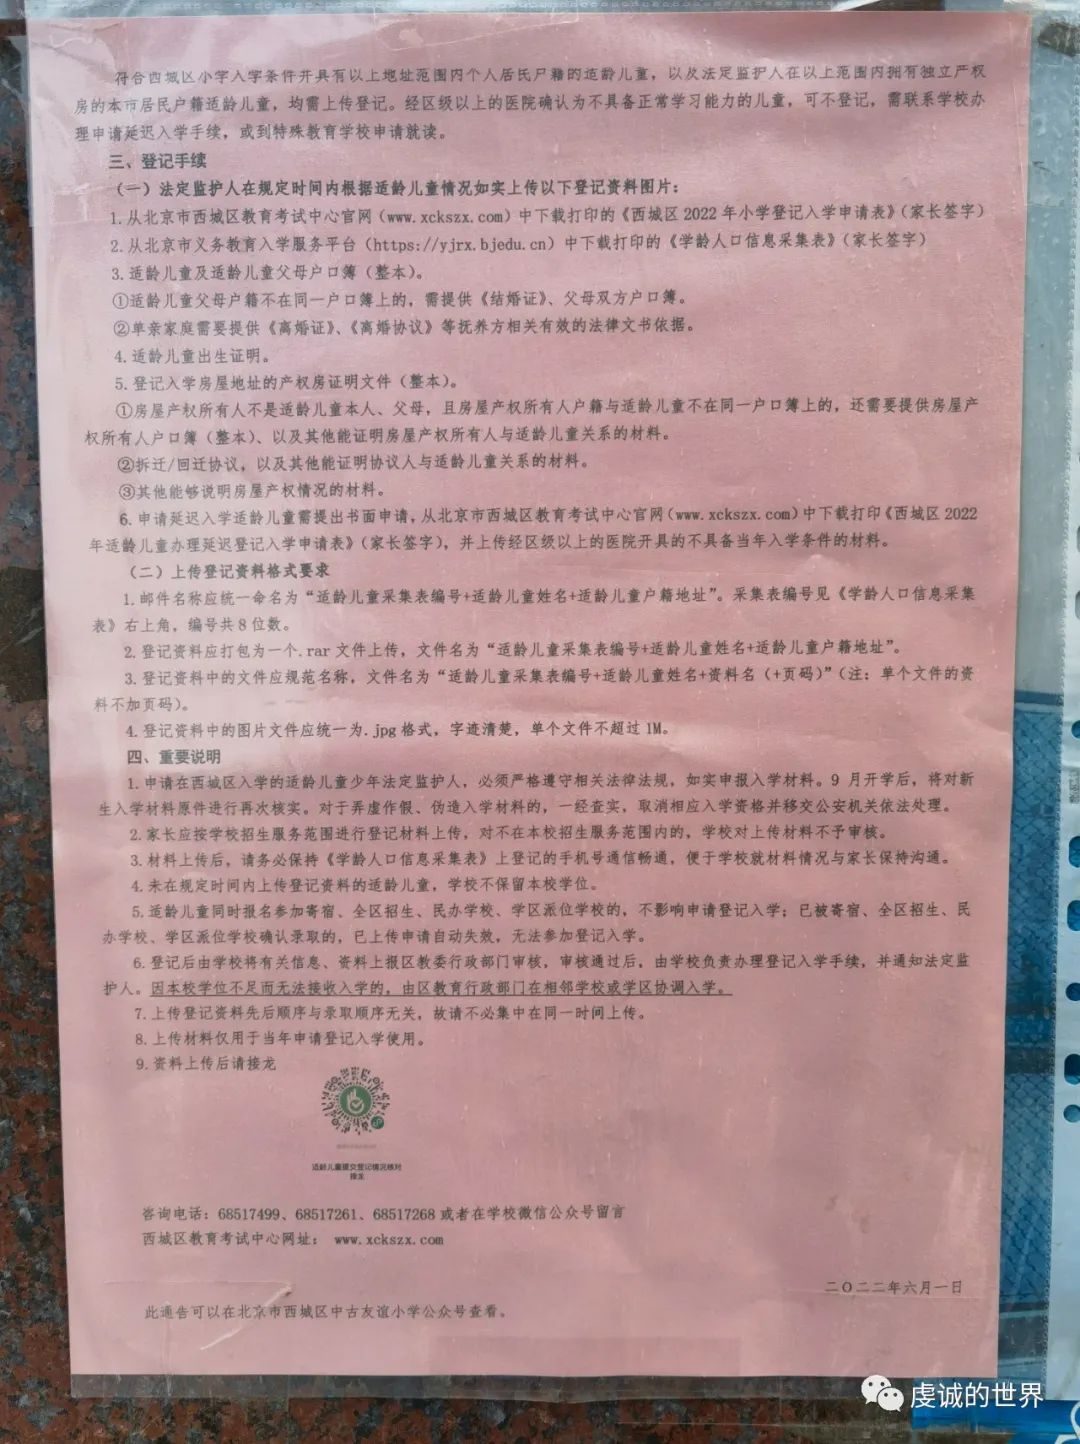 符合西城区小学入学条件并具有以上地址范围内个人居民户籍的适龄儿童，以及法定监护人在以上范围内拥有独立产权
房的本市居民户籍适龄儿童，均需上传登记。经区级以上的医院确认为不具备正常学习能力的儿童，可不登记，需联系学校办
理申请延迟入学手续，或到特殊教育学校申请就读。
三、登记手续
（一）法定监护人在规定时间内根据适龄儿童情况如实上传以下登记资料图片：
1.从北京市西城区教育考试中心官网（www.xckszx.com）中下载打印的《西城区2022年小学登记入学申请表》（家长签字）
2.从北京市义务教育入学服务平台（https://yjrx.bjedu.cn）中下载打印的《学龄人口信息采集表》（家长签字）
3.适龄儿童及适龄儿童父母户口簿（整本）。
①适龄儿童父母户籍不在同一户口簿上的，需提供《结婚证》、父母双方户口簿。
②单亲家庭需要提供《离婚证》、《离婚协议》等抚养方相关有效的法律文书依据。
4.适龄儿童出生证明。
5.登记入学房屋地址的产权房证明文件（整本）。
①房屋产权所有人不是适龄儿童本人、父母，且房屋产权所有人户籍与适龄儿童不在同一户口簿上的，还需要提供房屋产
权所有人户口簿（整本）、以及其他能证明房屋产权所有人与适龄儿童关系的材料。
②拆迁/回迁协议，以及其他能证明协议人与适龄儿童关系的材料。
③其他能够说明房屋产权情况的材料。
6.申请延迟入学适龄儿童需提出书面申请，从北京市西城区教育考试中心官网（www.xckszx.com）中下载打印《西城区2022
年适龄儿童办理延迟登记入学申请表》（家长签字），并上传经区级以上的医院开具的不具备当年入学条件的材料。
（二）上传登记资料格式要求
1.邮件名称应统一命名为“适龄儿童采集表编号+适龄儿童姓名+适龄儿童户籍地址”。采集表编号见《学龄人口信息采集
表》右上角，编号共8位数。
2.登记资料应打包为一个.rar文件上传，文件名为“适龄儿童采集表编号+适龄儿童姓名+适龄儿童户籍地址”。
3.登记资料中的文件应规范名称，文件名为“适龄儿童采集表编号+适龄儿童姓名+资料名（+页码）”（注：单个文件的资
料不加页码）。
4.登记资料中的图片文件应统一为.jpg格式，字迹清楚，单个文件不超过1M。
四、重要说明
1.申请在西城区入学的适龄儿童少年法定监护人，必须严格遵守相关法律法规，如实申报入学材料。9月开学后，将对新
生入学材料原件进行再次核实。对于弄虚作假、伪造入学材料的，一经查实，取消相应入学资格并移交公安机关依法处理。
2.家长应按学校招生服务范围进行登记材料上传，对不在本校招生服务范围内的，学校对上传材料不予审核。
3.材料上传后，请务必保持《学龄人口信息采集表》上登记的手机号通信畅通，便于学校就材料情况与家长保持沟通。
4.未在规定时间内上传登记资料的适龄儿童，学校不保留本校学位。
5.适龄儿童同时报名参加寄宿、全区招生、民办学校、学区派位学校的，不影响申请登记入学；已被寄宿、全区招生、民
办学校、学区派位学校确认录取的，已上传申请自动失效，无法参加登记入学。
6.登记后由学校将有关信息、资料上报区教委行政部门审核，审核通过后，由学校负责办理登记入学手续，并通知法定监
护人。因本校学位不足而无法接收入学的，由区教育行政部门在相邻学校或学区协调入学。
7.上传登记资料先后顺序与录取顺序无关，故请不必集中在同一时间上传。
8.上传材料仅用于当年申请登记入学使用。
9.资料上传后请接龙
适龄儿童提交登记情况核对
接龙
咨询电话：68517499、68517261、68517268或者在学校微信公众号留言
西城区教育考试中心网址： www.xckszx.com
二〇二二年六月一日
此通告可以在北京市西城区中古友谊小学公众号查看。
虔诚的世界